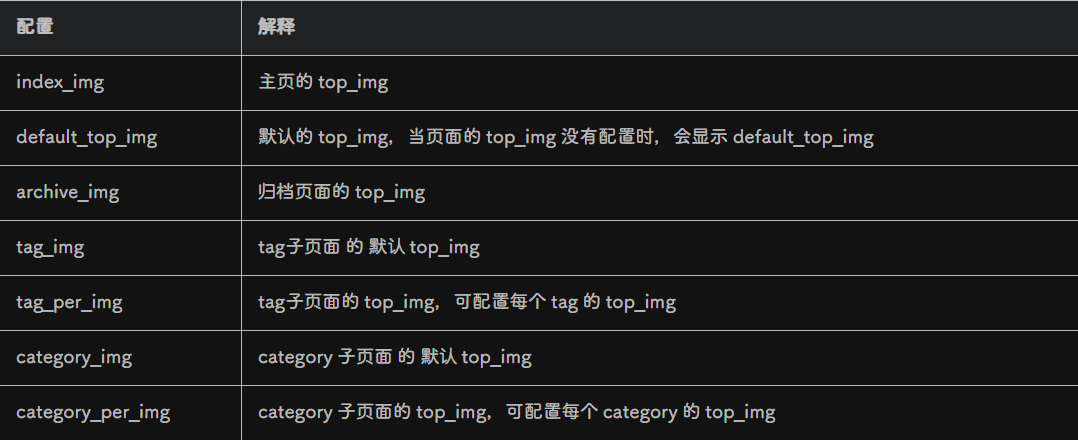 配置 解释
index_img 主页的 top_img
default_top_img 默认的 top_img，当页面的 top_img 没有配置时，会显示 default_top_img
archive_img 归档页面的 top_img
tag_img tag子页面 的 默认 top_img
tag_per_img tag子页面的 top_img，可配置每个 tag 的 top_img
category_img category 子页面 的 默认 top_img
category_per_img category 子页面的 top_img，可配置每个 category 的 top_img